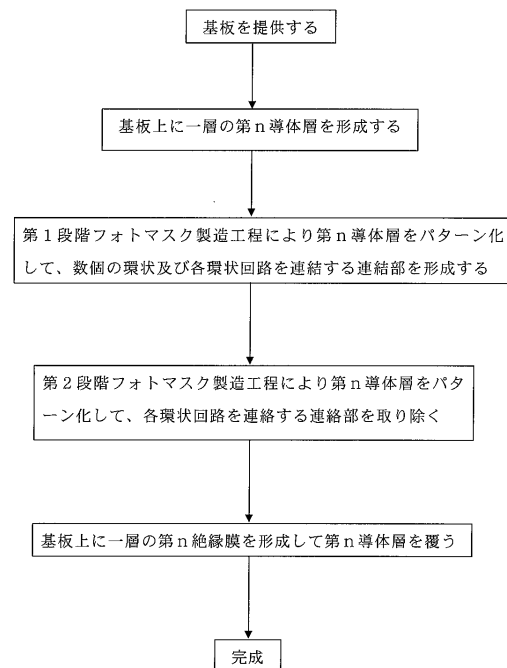 基板を提供する
基板上に一層の第ｎ導体層を形成する
第１段階フォトマスク製造工程により第ｎ導体層をパターン化
して、数個の環状及び各環状回路を連結する連結部を形成する
第２段階フォトマスク製造工程により第ｎ導体層をパタ
ーン化して、各環状回路を連絡する連絡部を取り除く
基板上に一層の第ｎ絶縁膜を形成して第ｎ導体層を覆う
完成